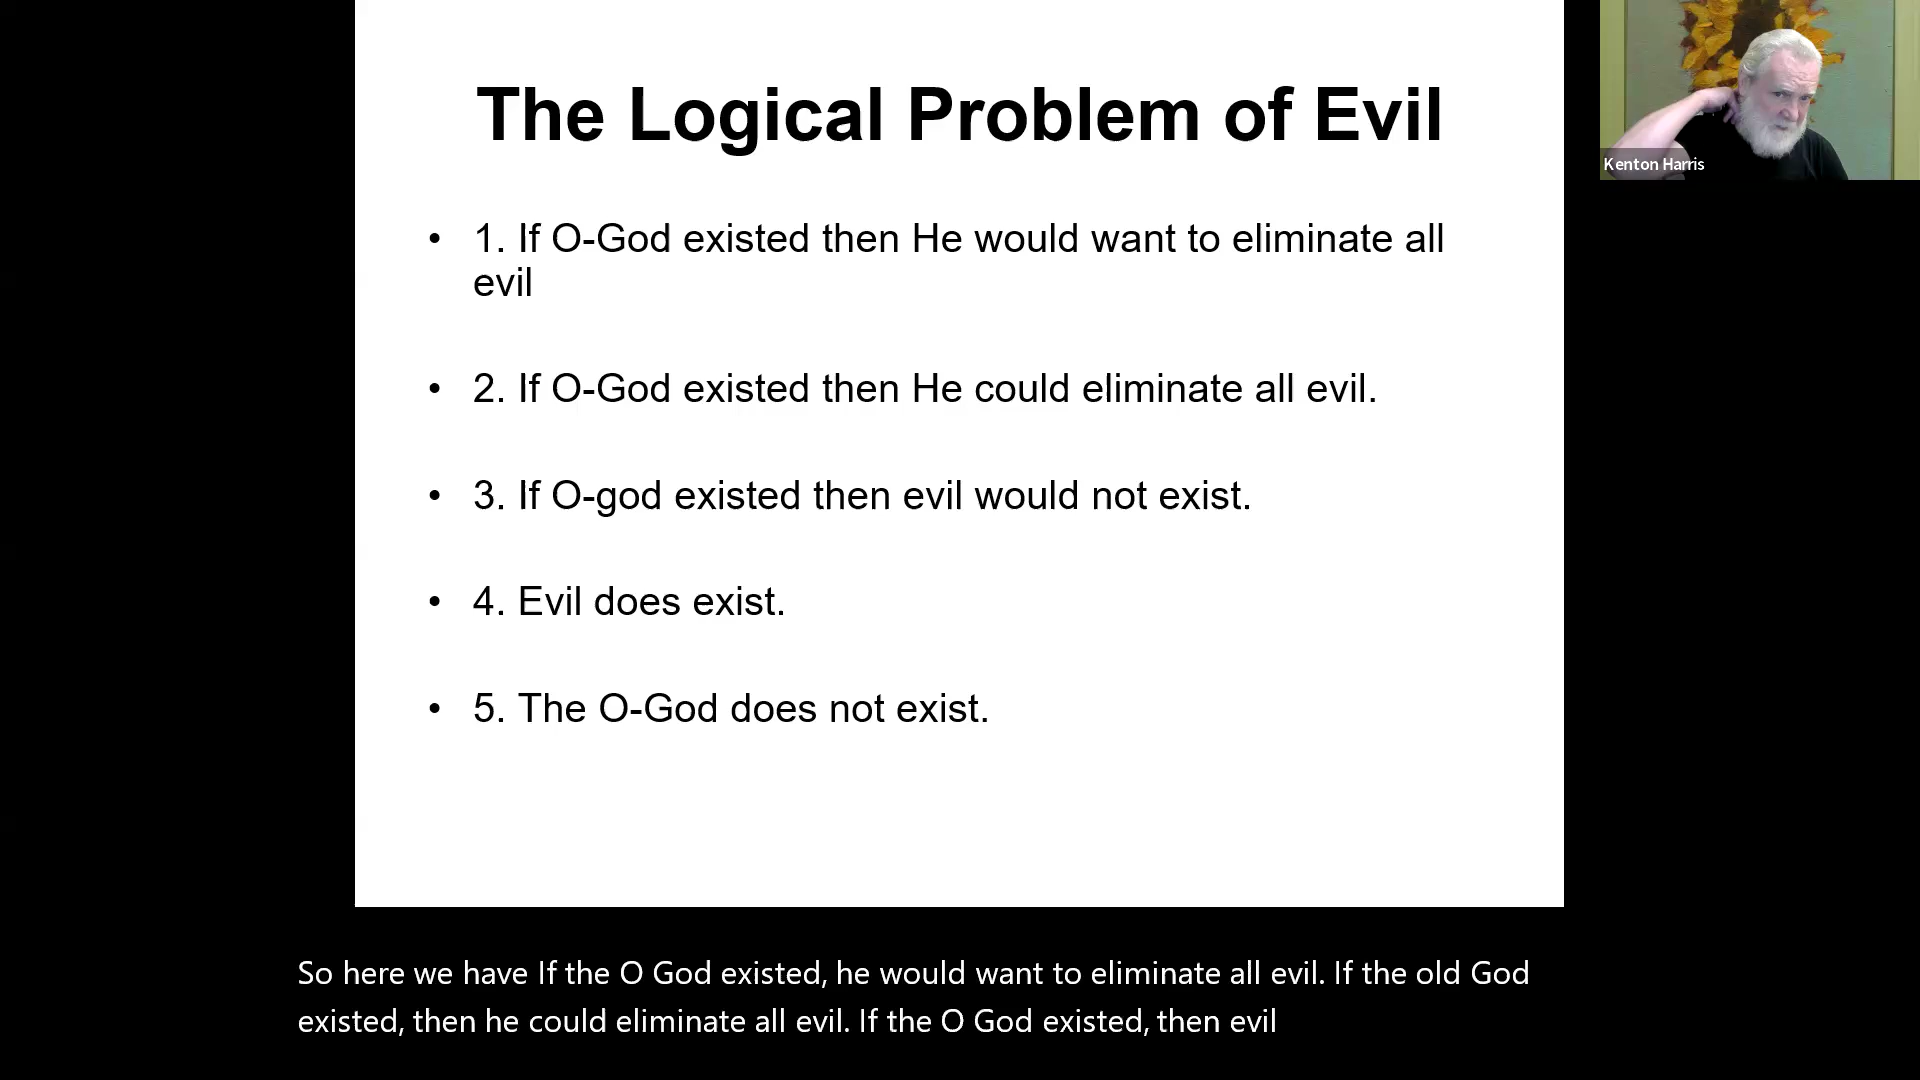 The Logical Problem of Evil
Kenton Harris
• 1. If O-God existed then He would want to eliminate all
evil
• 2. If O-God existed then He could eliminate all evil.
• 3. If O-god existed then evil would not exist.
• 4. Evil does exist.
• 5. The O-God does not exist.
So here we have If the O God existed, he would want to eliminate all evil. If the old God
existed, then he could eliminate all evil. If the O God existed, then evil